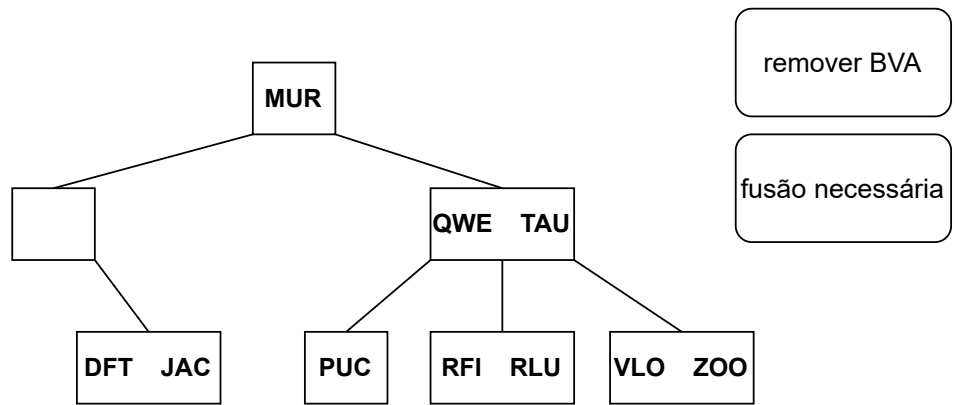 remover BVA
MUR
fusão necessária
QWE TAU
DFT JAC
PUC
RFI RLU
VLO ZOO